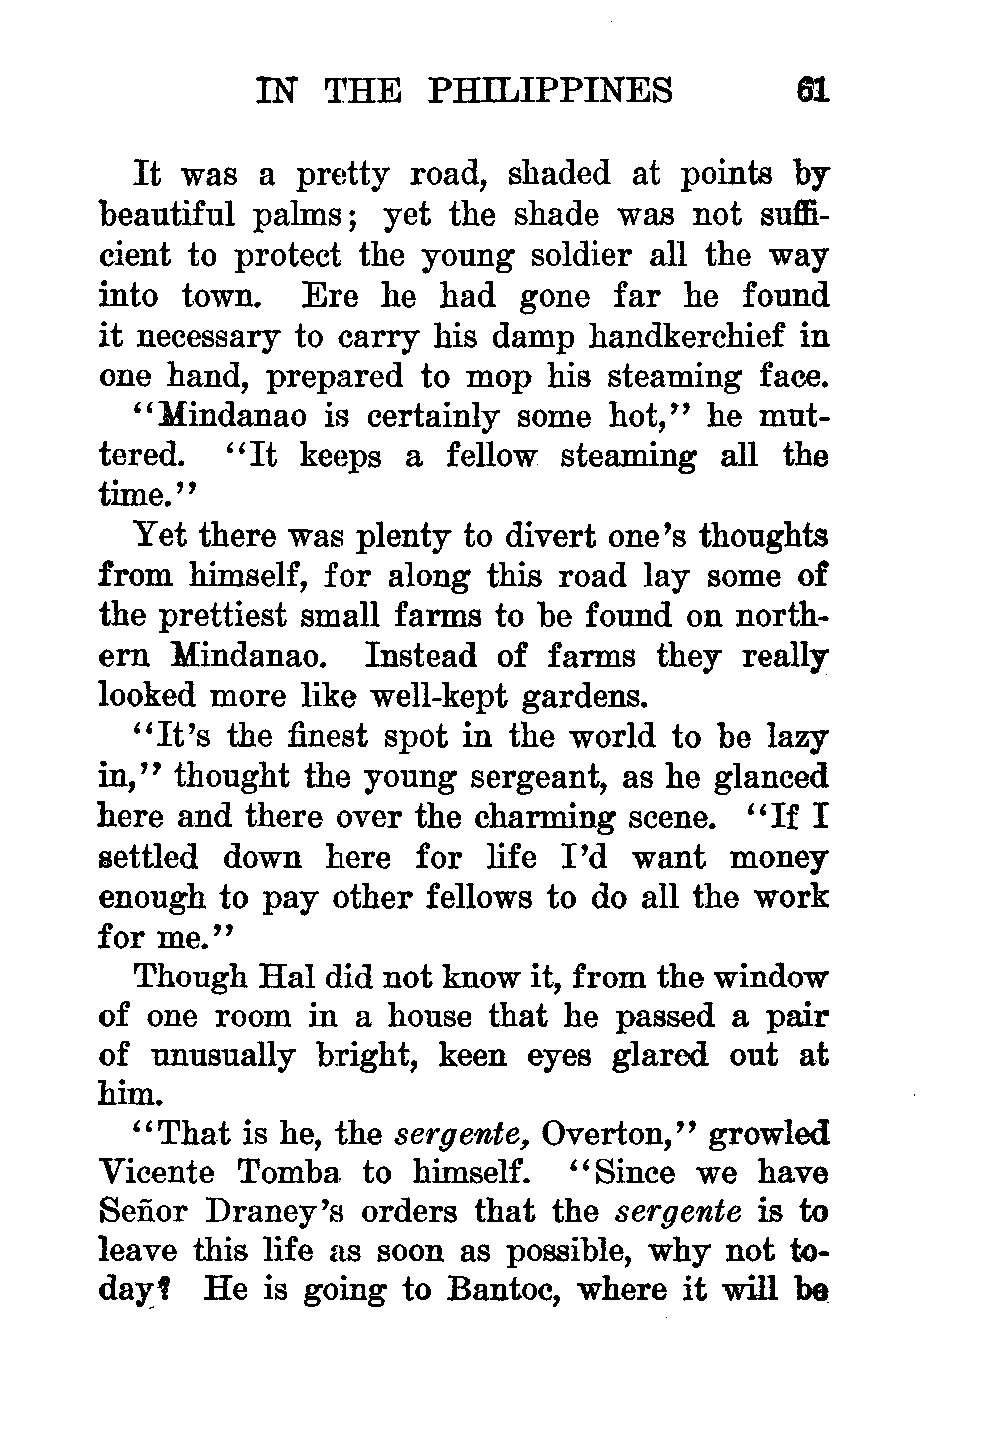 IN THE PHILIPPINES 61
It was a pretty road, shaded at points by
beautiful palms; yet the shade was not suffi-
cient to protect the young soldier all the way
into town. Ere he had gone far he found
it necessary to carry his damp handkerchief in
one hand, prepared to mop his steaming face.
"Mindanao is certainly some hot," he mut-
tered. "It keeps a fellow steaming all the
time."
Yet there was plenty to divert one's thoughts
from himself, for along this road lay some of
the prettiest small farms to be found on north-
ern Mindanao. Instead of farms they really
looked more like well-kept gardens.
"It's the finest spot in the world to be lazy
in," thought the young sergeant, as he glanced
here and there over the charming scene. "If I
settled down here for life I'd want money
enough to pay other fellows to do all the work
for me."
Though Hal did not know it, from the window
of one room in a house that he passed a pair
of unusually bright, keen eyes glared out at
him.
"That is he, the sergente, Overton," growled
Vicente Tomba to himself. "Since we have
Señor Draney's orders that the sergente is to
leave this life as soon as possible, why not to-
day? He is going to Bantoc, where it will be